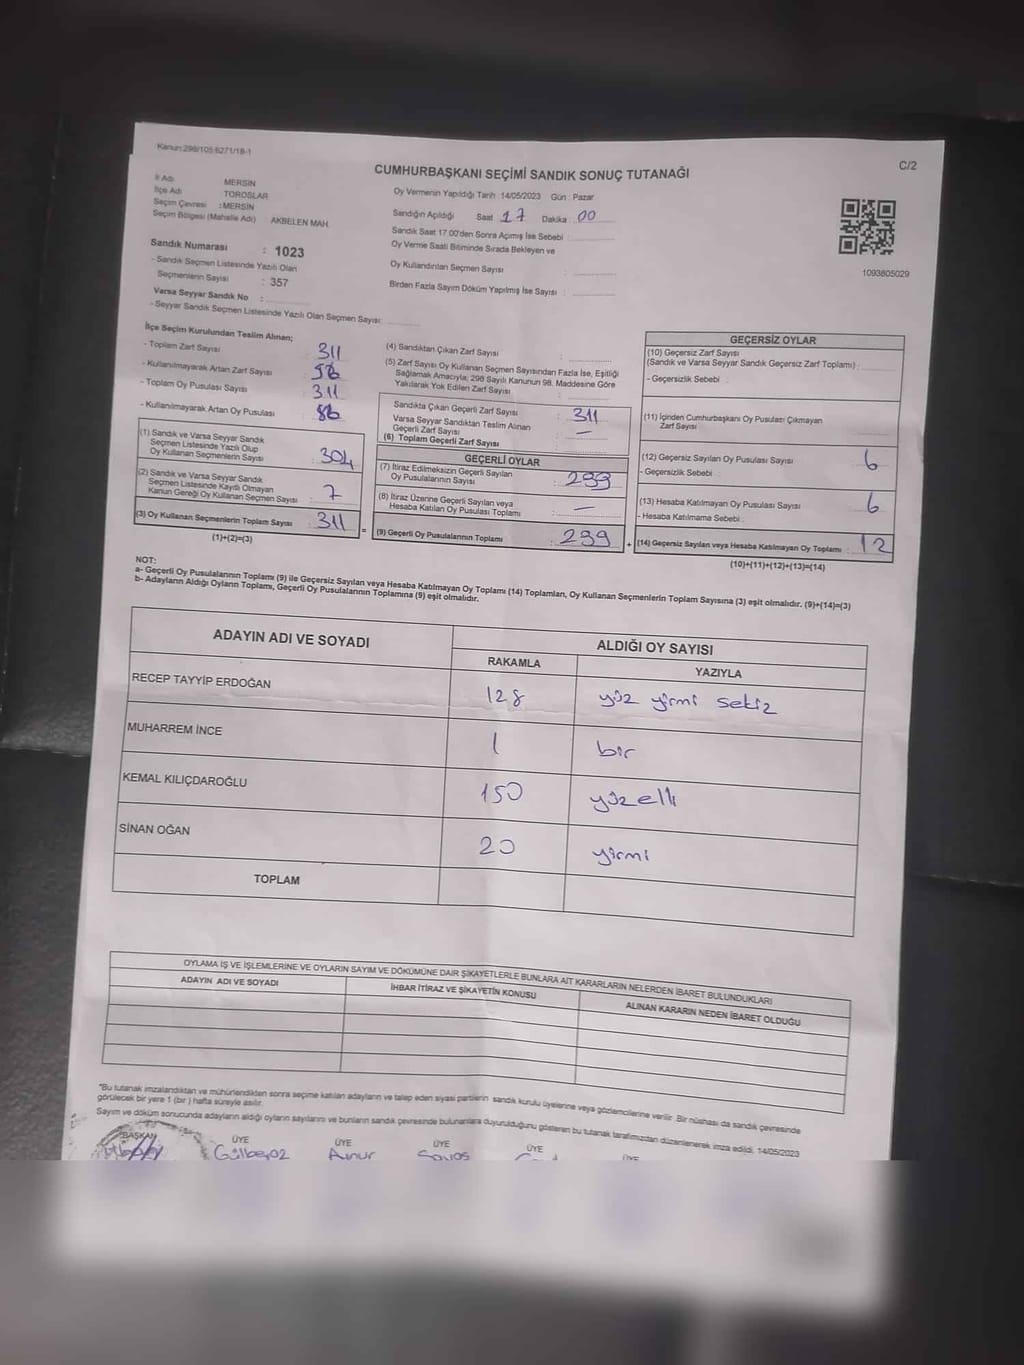 Kanun:298/105 6271/18-1
C/2
CUMHURBAŞKANI SEÇİMİ SANDIK SONUÇ TUTANAĞI
İl Adı MERSİN
İlçe Adı TOROSLAR
Seçim Çevresi : MERSİN
Seçim Bölgesi (Mahalle Adı) AKBELEN MAH.
Sandık Numarası : 1023
- Sandık Seçmen Listesinde Yazılı Olan
Seçmenlerin Sayısı : 357
Varsa Seyyar Sandık No :
- Seyyar Sandık Seçmen Listesinde Yazılı Olan Seçmen Sayısı:
Oy Vermenin Yapıldığı Tarih : 14/05/2023 Gün : Pazar
Sandığın Açıldığı Saat 17 Dakika 00
Sandık Saat 17.00'den Sonra Açımış İse Sebebi :
Oy Verme Saati Bitiminde Sırada Bekleyen ve
Oy Kullandırılan Seçmen Sayısı :
Birden Fazla Sayım Döküm Yapılmış İse Sayısı :
1093805029
İlçe Seçim Kurulundan Teslim Alınan;
- Toplam Zarf Sayısı : 311
- Kullanılmayarak Artan Zarf Sayısı :
- Toplam Oy Pusulası Sayısı : 311
- Kullanılmayarak Artan Oy Pusulası :
(1) Sandık ve Varsa Seyyar Sandık
Seçmen Listesinde Yazılı Olup
Oy Kullanan Seçmenlerin Sayısı : 304
(2) Sandık ve Varsa Seyyar Sandık
Seçmen Listesinde Kayıtlı Olmayan
Kanun Gereği Oy Kullanan Seçmen Sayısı : 7
(3) Oy Kullanan Seçmenlerin Toplam Sayısı : 311
(1)+(2)=(3)
(4) Sandıktan Çıkan Zarf Sayısı :
(5) Zarf Sayısı Oy Kullanan Seçmen Sayısından Fazla İse, Eşitliği
Sağlamak Amacıyla; 298 Sayılı Kanunun 98. Maddesine Göre
Yakılarak Yok Edilen Zarf Sayısı :
Sandıkta Çıkan Geçerli Zarf Sayısı : 311
Varsa Seyyar Sandıktan Teslim Alınan
Geçerli Zarf Sayısı : —
(6) Toplam Geçerli Zarf Sayısı :
GEÇERLİ OYLAR
(7) İtiraz Edilmeksizin Geçerli Sayılan
Oy Pusulalarının Sayısı : 299
(8) İtiraz Üzerine Geçerli Sayılan veya
Hesaba Katılan Oy Pusulası Toplamı : —
= (9) Geçerli Oy Pusulalarının Toplamı : 299
GEÇERSİZ OYLAR
(10) Geçersiz Zarf Sayısı
(Sandık ve Varsa Seyyar Sandık Geçersiz Zarf Toplamı) :
- Geçersizlik Sebebi :
(11) İçinden Cumhurbaşkanı Oy Pusulası Çıkmayan
Zarf Sayısı :
(12) Geçersiz Sayılan Oy Pusulası Sayısı : 6
- Geçersizlik Sebebi :
(13) Hesaba Katılmayan Oy Pusulası Sayısı : 6
- Hesaba Katılmama Sebebi :
+ (14) Geçersiz Sayılan veya Hesaba Katılmayan Oy Toplamı : 12
(10)+(11)+(12)+(13)=(14)
NOT:
a- Geçerli Oy Pusulalarının Toplamı (9) ile Geçersiz Sayılan veya Hesaba Katılmayan Oy Toplamı (14) Toplamları, Oy Kullanan Seçmenlerin Toplam Sayısına (3) eşit olmalıdır. (9)+(14)=(3)
b- Adayların Aldığı Oyların Toplamı, Geçerli Oy Pusulalarının Toplamına (9) eşit olmalıdır.
ADAYIN ADI VE SOYADI ALDIĞI OY SAYISI
RAKAMLA YAZIYLA
RECEP TAYYİP ERDOĞAN 128 yüz yirmi sekiz
MUHARREM İNCE 1 bir
KEMAL KILIÇDAROĞLU 150 yüzelli
SİNAN OĞAN 20 yirmi
TOPLAM
OYLAMA İŞ VE İŞLEMLERİNE VE OYLARIN SAYIM VE DÖKÜMÜNE DAİR ŞİKAYETLERLE BUNLARA AİT KARARLARIN NELERDEN İBARET BULUNDUKLARI
ADAYIN ADI VE SOYADI İHBAR İTİRAZ VE ŞİKAYETİN KONUSU ALINAN KARARIN NEDEN İBARET OLDUĞU
"Bu tutanak imzalandıktan ve mühürlendikten sonra seçime katılan adayların ve talep eden siyasi partilerin sandık kurulu üyelerine veya gözlemcilerine verilir. Bir nüshası da sandık çevresinde
görülecek bir yere 1 (bir ) hafta süreyle asılır.
Sayım ve döküm sonucunda adayların aldığı oyların sayılarını ve bunların sandık çevresinde bulunanlara duyurulduğunu gösteren bu tutanak tarafımızdan düzenlenerek imza edildi. 14/05/2023
BAŞKAN ÜYE ÜYE ÜYE ÜYE ÜYE
Aınur